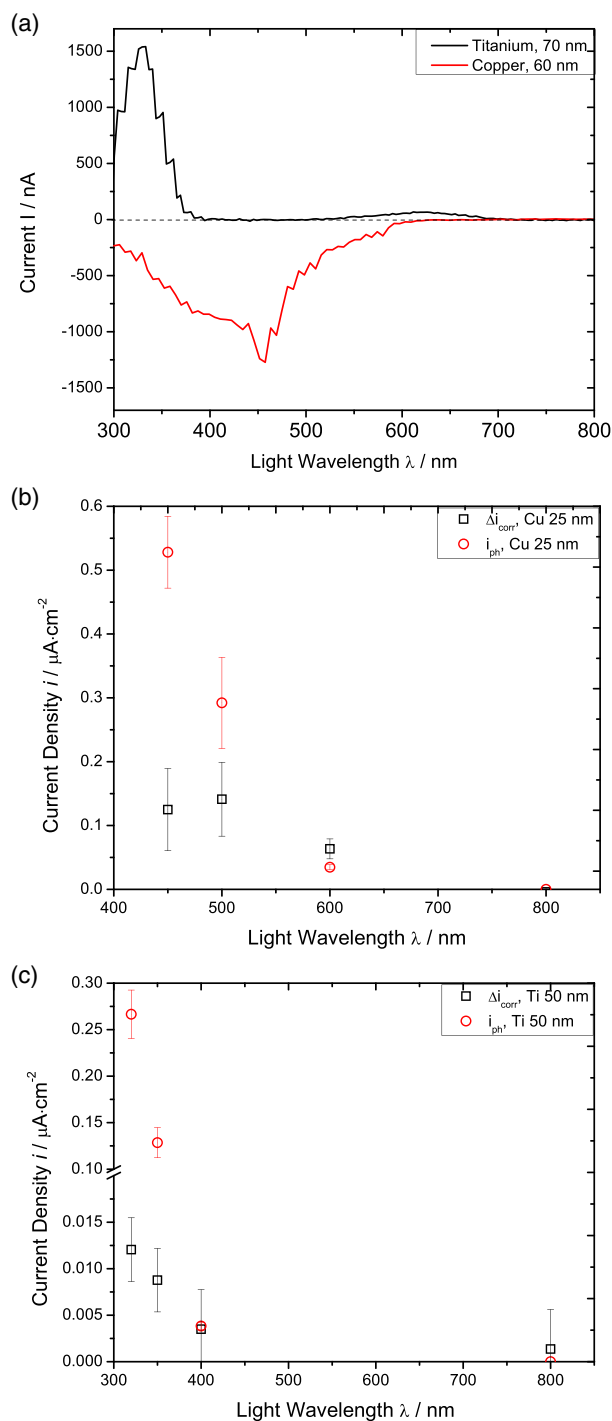 (a)
Titanium, 70 nm
Copper, 60 nm
1500
1000
500
0
-500
-1000
-1500
Current I / nA
300 400 500 600 700 800
Light Wavelength λ / nm
(b)
Δi_corr, Cu 25 nm
i_ph, Cu 25 nm
0.6
0.5
0.4
0.3
0.2
0.1
0.0
Current Density i / μA·cm⁻²
400 500 600 700 800
Light Wavelength λ / nm
(c)
Δi_corr, Ti 50 nm
i_ph, Ti 50 nm
0.30
0.25
0.20
0.15
0.10
0.015
0.010
0.005
0.000
Current Density i / μA·cm⁻²
300 400 500 600 700 800
Light Wavelength λ / nm